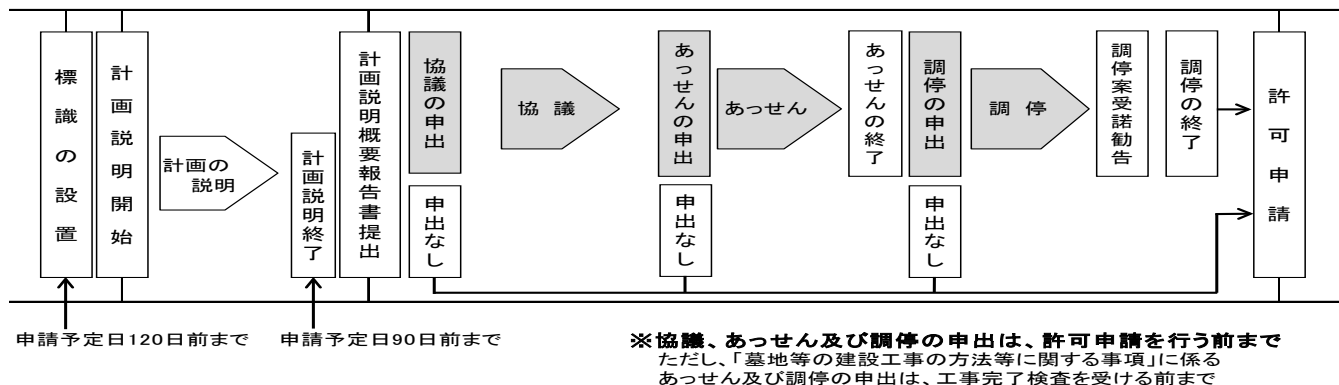 標識の設置
計画説明開始
計画の
説明
計画説明終了
計画説明概要報告書提出
協議の申出
申出なし
協 議
あっせんの申出
申出なし
あっせん
あっせんの終了
調停の申出
申出なし
調 停
調停案受諾勧告
調停の終了
許可申請
申請予定日120日前まで
申請予定日90日前まで
※協議、あっせん及び調停の申出は、許可申請を行う前まで
ただし、「墓地等の建設工事の方法等に関する事項」に係る
あっせん及び調停の申出は、工事完了検査を受ける前まで